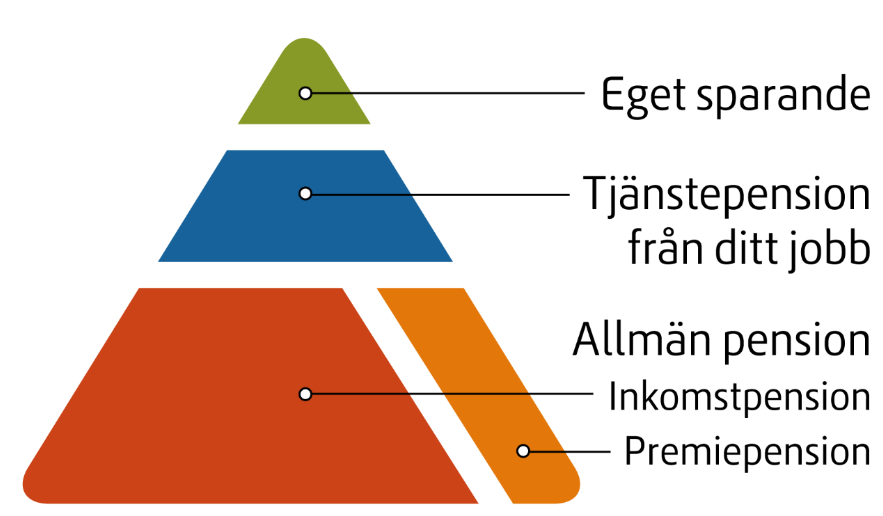 Eget sparande
Tjänstepension
från ditt jobb
Allmän pension
Inkomstpension
Premiepension